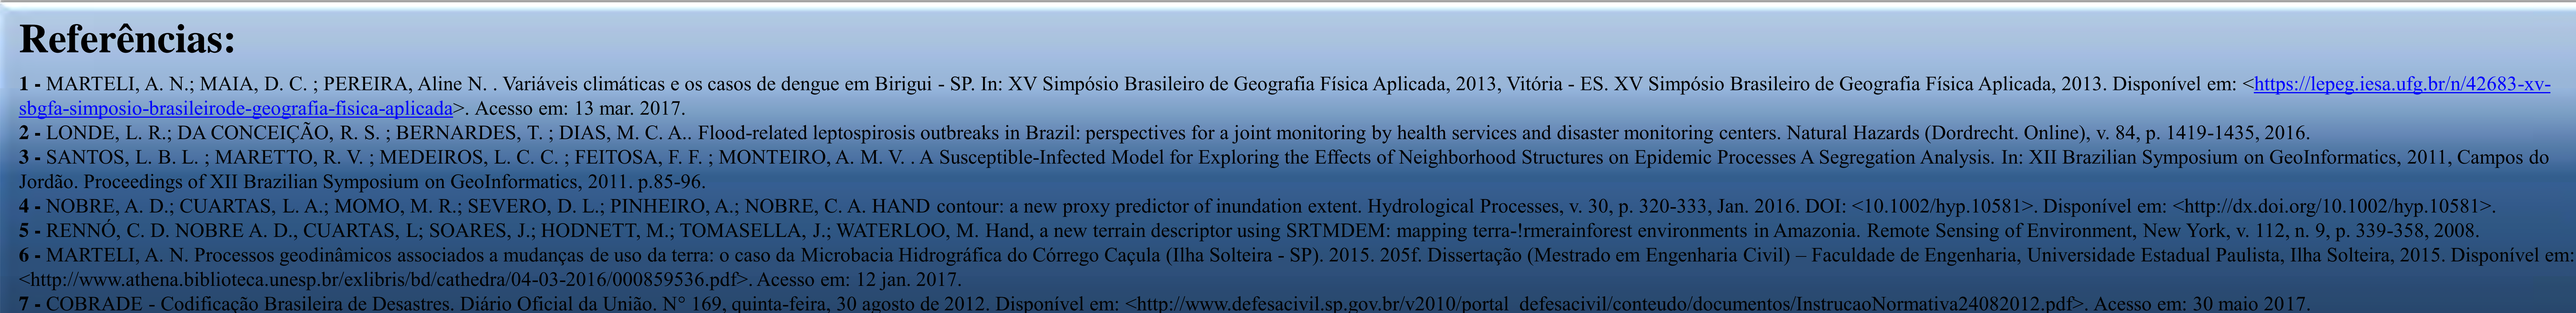 Referências:
1 - MARTELI, A. N.; MAIA, D. C. ; PEREIRA, Aline N. . Variáveis climáticas e os casos de dengue em Birigui - SP. In: XV Simpósio Brasileiro de Geografia Física Aplicada, 2013, Vitória - ES. XV Simpósio Brasileiro de Geografia Física Aplicada, 2013. Disponível em: <https://lepeg.iesa.ufg.br/n/42683-xv-
sbgfa-simposio-brasileirode-geografia-fisica-aplicada>. Acesso em: 13 mar. 2017.
2 - LONDE, L. R.; DA CONCEIÇÃO, R. S. ; BERNARDES, T. ; DIAS, M. C. A.. Flood-related leptospirosis outbreaks in Brazil: perspectives for a joint monitoring by health services and disaster monitoring centers. Natural Hazards (Dordrecht. Online), v. 84, p. 1419-1435, 2016.
3 - SANTOS, L. B. L. ; MARETTO, R. V. ; MEDEIROS, L. C. C. ; FEITOSA, F. F. ; MONTEIRO, A. M. V. . A Susceptible-Infected Model for Exploring the Effects of Neighborhood Structures on Epidemic Processes A Segregation Analysis. In: XII Brazilian Symposium on GeoInformatics, 2011, Campos do
Jordão. Proceedings of XII Brazilian Symposium on GeoInformatics, 2011. p.85-96.
4 - NOBRE, A. D.; CUARTAS, L. A.; MOMO, M. R.; SEVERO, D. L.; PINHEIRO, A.; NOBRE, C. A. HAND contour: a new proxy predictor of inundation extent. Hydrological Processes, v. 30, p. 320-333, Jan. 2016. DOI: <10.1002/hyp.10581>. Disponível em: <http://dx.doi.org/10.1002/hyp.10581>.
5 - RENNÓ, C. D. NOBRE A. D., CUARTAS, L; SOARES, J.; HODNETT, M.; TOMASELLA, J.; WATERLOO, M. Hand, a new terrain descriptor using SRTMDEM: mapping terra-!rmerainforest environments in Amazonia. Remote Sensing of Environment, New York, v. 112, n. 9, p. 339-358, 2008.
6 - MARTELI, A. N. Processos geodinâmicos associados a mudanças de uso da terra: o caso da Microbacia Hidrográfica do Córrego Caçula (Ilha Solteira - SP). 2015. 205f. Dissertação (Mestrado em Engenharia Civil) – Faculdade de Engenharia, Universidade Estadual Paulista, Ilha Solteira, 2015. Disponível em:
<http://www.athena.biblioteca.unesp.br/exlibris/bd/cathedra/04-03-2016/000859536.pdf>. Acesso em: 12 jan. 2017.
7 - COBRADE - Codificação Brasileira de Desastres. Diário Oficial da União. N° 169, quinta-feira, 30 agosto de 2012. Disponível em: <http://www.defesacivil.sp.gov.br/v2010/portal_defesacivil/conteudo/documentos/InstrucaoNormativa24082012.pdf>. Acesso em: 30 maio 2017.